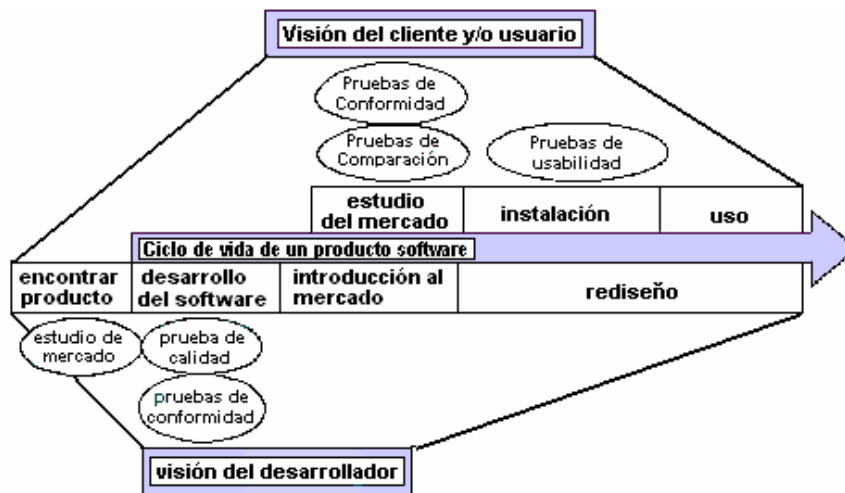 Visión del cliente y/o usuario
Pruebas de
Conformidad
Pruebas de
Comparación
Pruebas de
usabilidad
estudio
del mercado
instalación
uso
Ciclo de vida de un producto software
encontrar
producto
desarrollo
del software
introducción al
mercado
rediseño
estudio de
mercado
prueba de
calidad
pruebas de
conformidad
visión del desarrollador